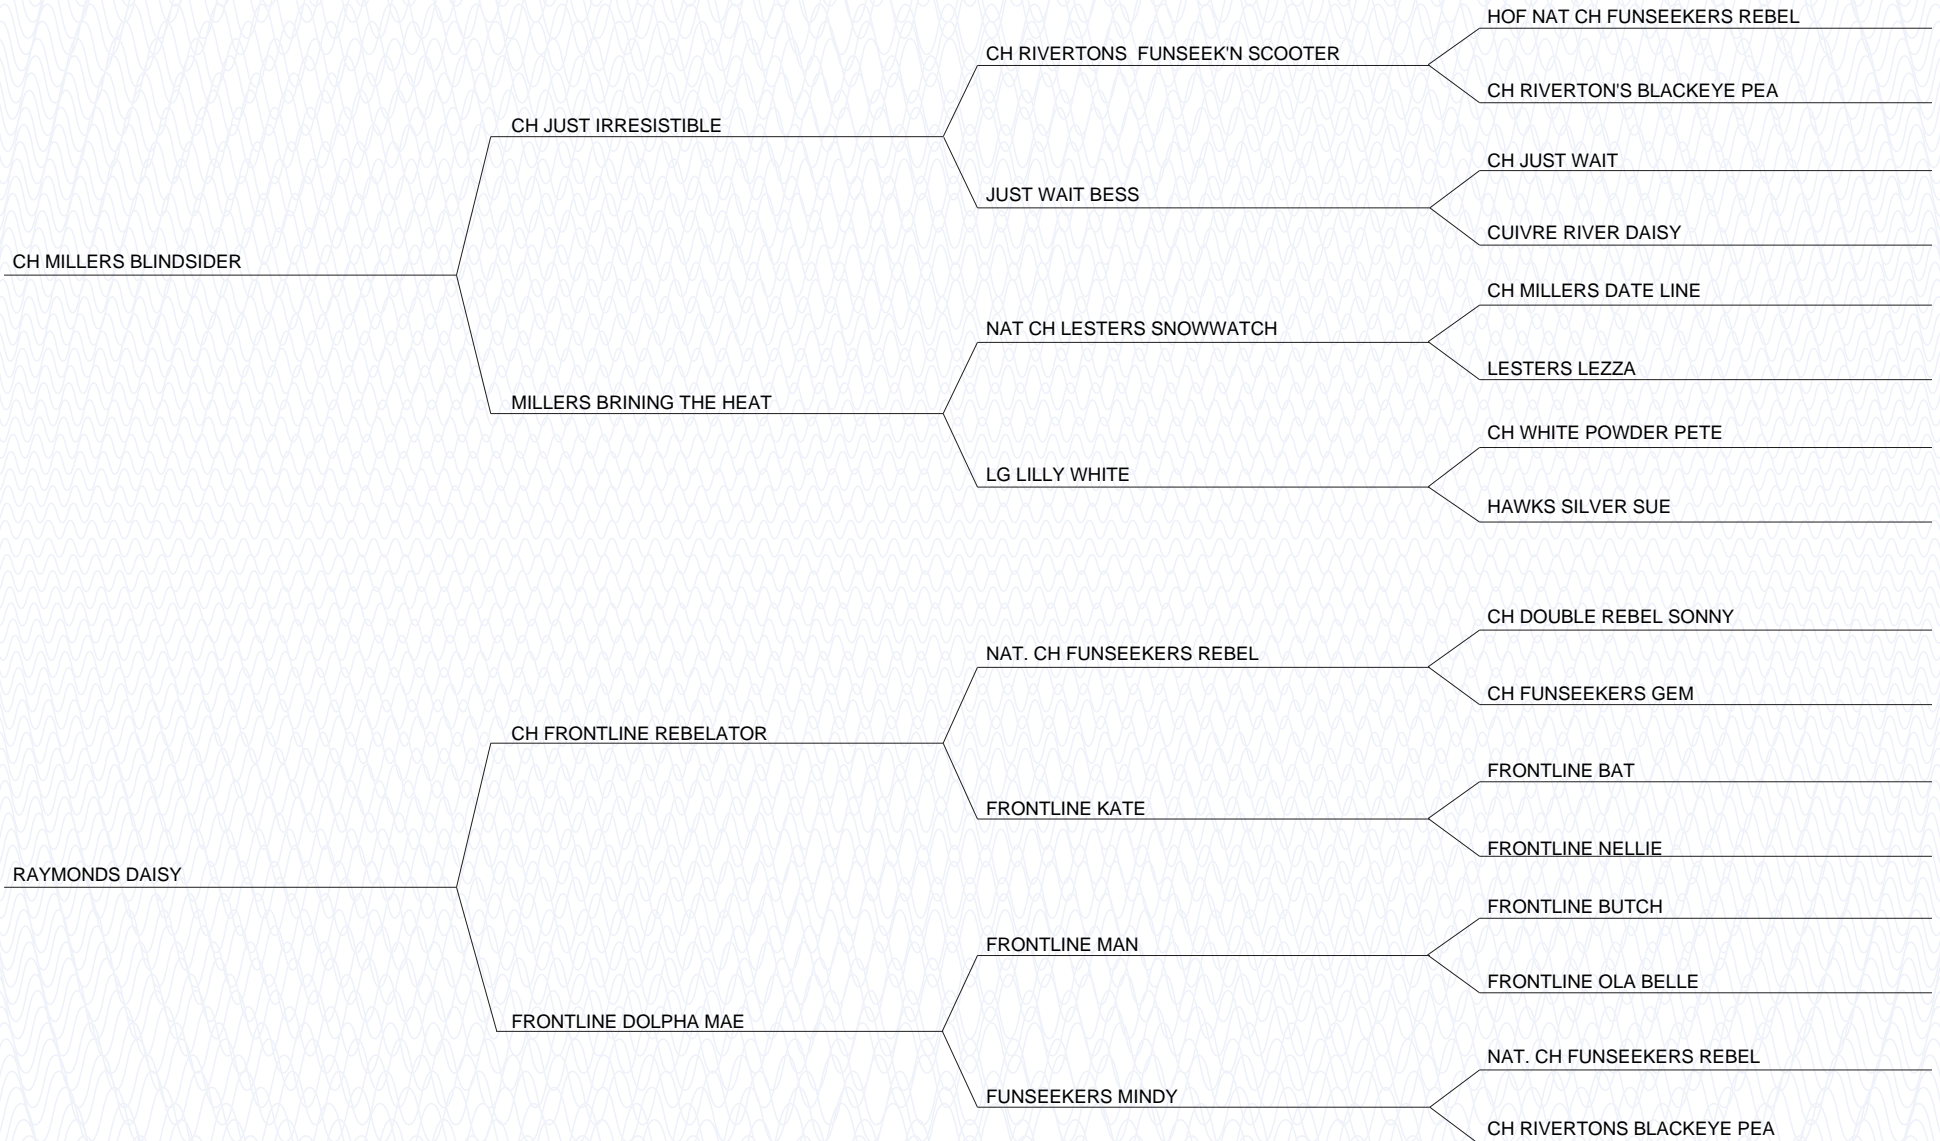 HOF NAT CH FUNSEEKERS REBEL
CH RIVERTONS  FUNSEEK'N SCOOTER
CH RIVERTON'S BLACKEYE PEA
CH JUST IRRESISTIBLE
CH JUST WAIT
JUST WAIT BESS
CUIVRE RIVER DAISY
CH MILLERS BLINDSIDER
CH MILLERS DATE LINE
NAT CH LESTERS SNOWWATCH
LESTERS LEZZA
MILLERS BRINING THE HEAT
CH WHITE POWDER PETE
LG LILLY WHITE
HAWKS SILVER SUE
CH DOUBLE REBEL SONNY
NAT. CH FUNSEEKERS REBEL
CH FUNSEEKERS GEM
CH FRONTLINE REBELATOR
FRONTLINE BAT
FRONTLINE KATE
FRONTLINE NELLIE
RAYMONDS DAISY
FRONTLINE BUTCH
FRONTLINE MAN
FRONTLINE OLA BELLE
FRONTLINE DOLPHA MAE
NAT. CH FUNSEEKERS REBEL
FUNSEEKERS MINDY
CH RIVERTONS BLACKEYE PEA